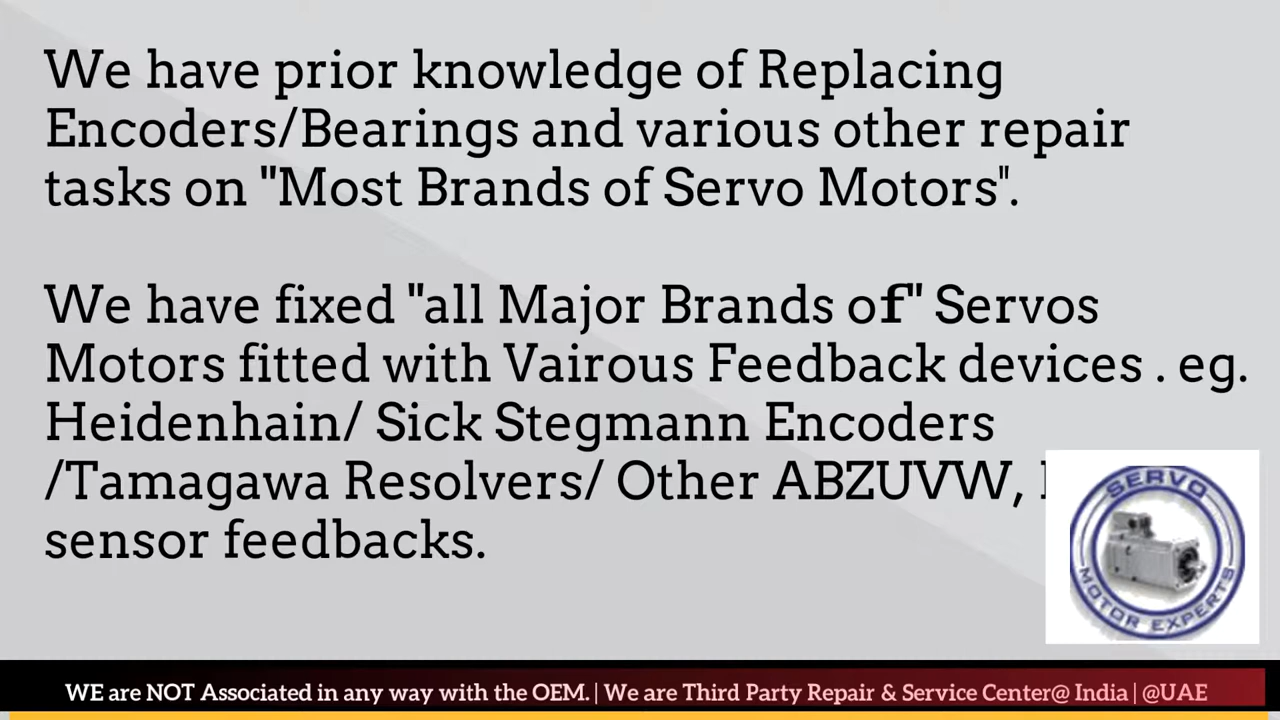 We have prior knowledge of Replacing
Encoders/Bearings and various other repair
tasks on "Most Brands of Servo Motors".
We have fixed "all Major Brands of" Servos
Motors fitted with Vairous Feedback devices . eg.
Heidenhain/ Sick Stegmann Encoders
/Tamagawa Resolvers/ Other ABZUVW,
sensor feedbacks.
SERVO
MOTOR EXPERTS
WE are NOT Associated in any way with the OEM. | We are Third Party Repair & Service Center@ India | @UAE